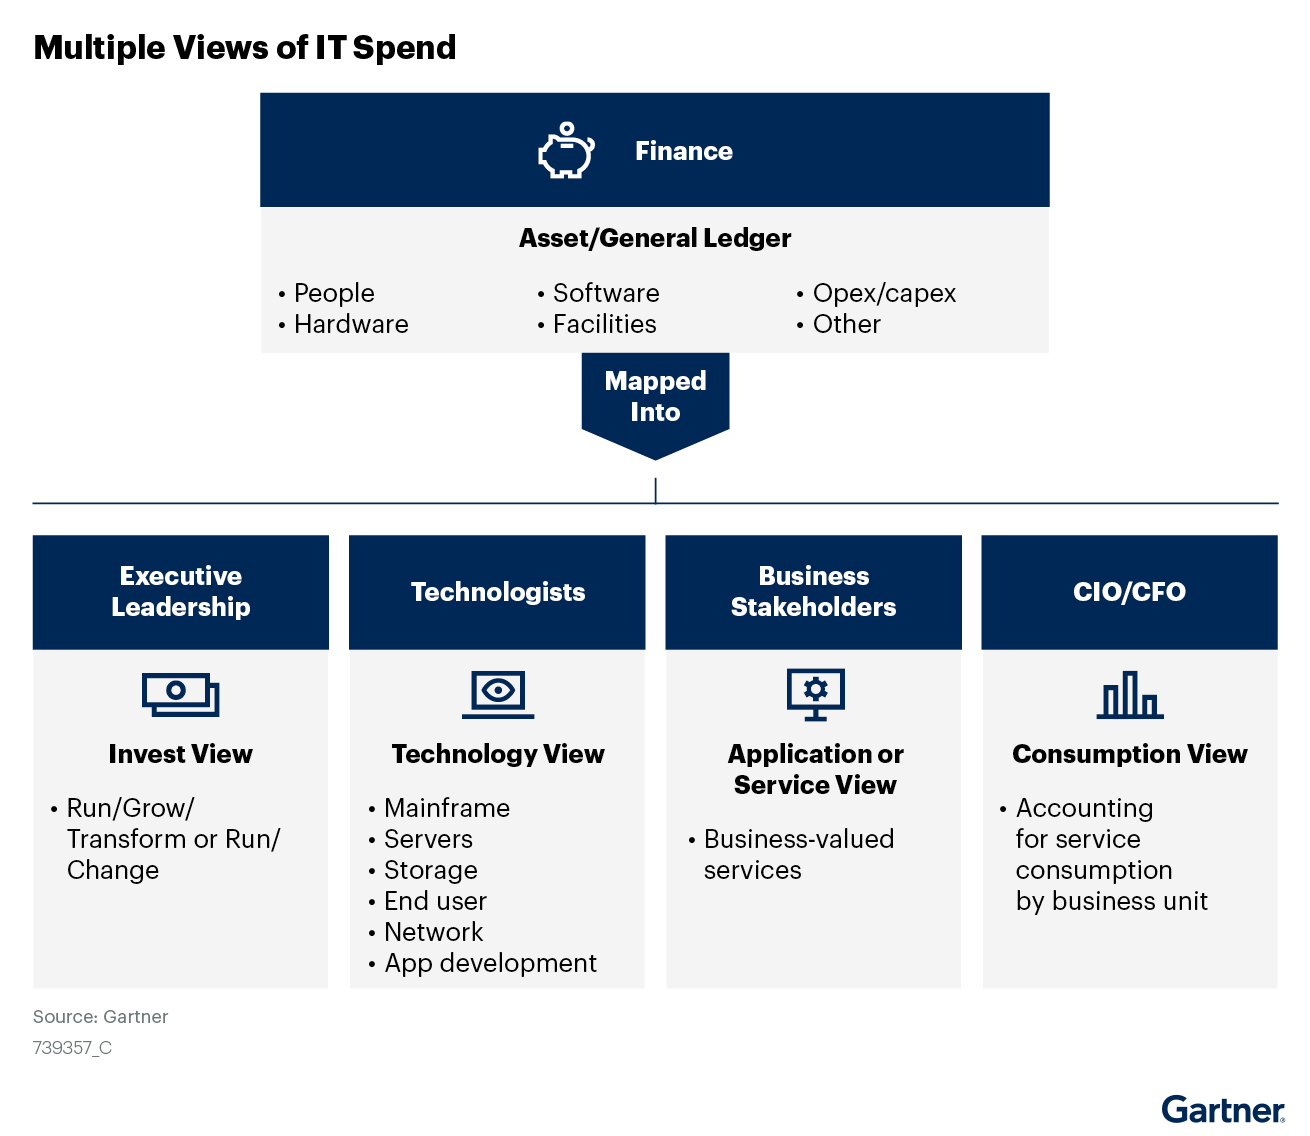 Multiple Views of IT Spend
Finance
Asset/General Ledger
• People
• Hardware
• Software
• Facilities
• Opex/capex
• Other
Mapped
Into
Executive
Leadership
Invest View
• Run/Grow/
Transform or Run/
Change
Technologists
Technology View
• Mainframe
• Servers
• Storage
• End user
• Network
• App development
Business
Stakeholders
Application or
Service View
• Business-valued
services
CIO/CFO
Consumption View
• Accounting
for service
consumption
by business unit
Source: Gartner
739357_C
Gartner®